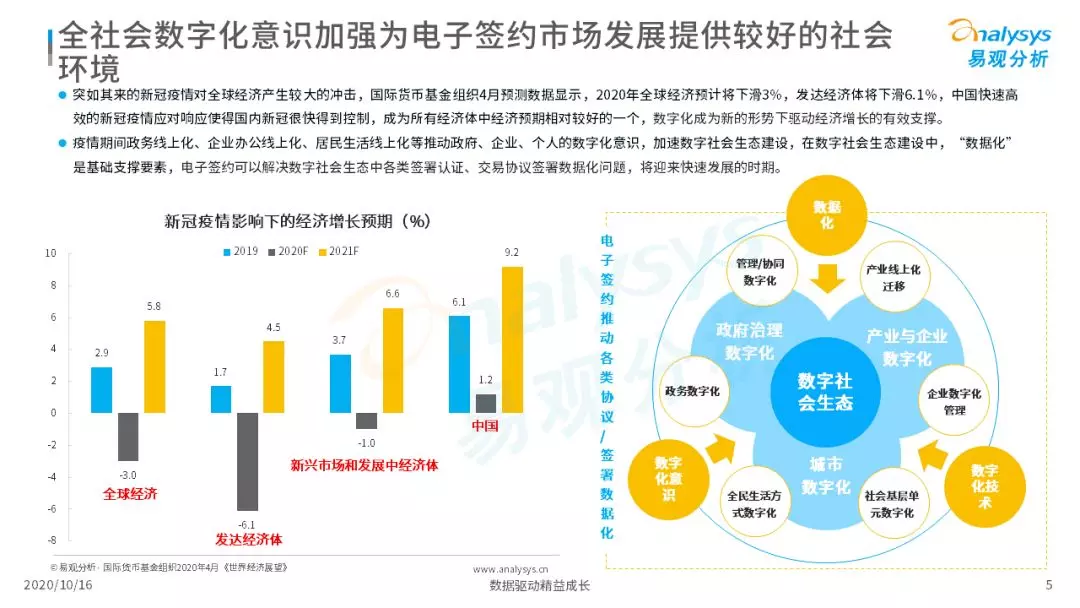 全社会数字化意识加强为电子签约市场发展提供较好的社会
环境
analysys
易观分析
突如其来的新冠疫情对全球经济产生较大的冲击，国际货币基金组织4月预测数据显示，2020年全球经济预计将下滑3%，发达经济体将下滑6.1%，中国快速高
效的新冠疫情应对响应使得国内新冠很快得到控制，成为所有经济体中经济预期相对较好的一个，数字化成为新的形势下驱动经济增长的有效支撑。
疫情期间政务线上化、企业办公线上化、居民生活线上化等推动政府、企业、个人的数字化意识，加速数字社会生态建设，在数字社会生态建设中，“数据化”
是基础支撑要素，电子签约可以解决数字社会生态中各类签署认证、交易协议签署数据化问题，将迎来快速发展的时期。
新冠疫情影响下的经济增长预期（%）
2019 2020F 2021F
10
8
6
4
2
0
-2
-4
-6
-8
2.9
-3.0
5.8
全球经济
1.7
-6.1
4.5
发达经济体
3.7
-1.0
6.6
新兴市场和发展中经济体
6.1
1.2
9.2
中国
analysys
易观分析
电子签约推动各类协议/签署数据化
数据
化
管理/协同
数字化
产业线上化
迁移
政府治理
数字化
产业与企业
数字化
数字社
会生态
政务数字化
企业数字化
管理
城市
数字化
数字
化意
识
数字
化技
术
全民生活方
式数字化
社会基层单
元数字化
©易观分析·国际货币基金组织2020年4月《世界经济展望》
www.analysys.cn
2020/10/16
数据驱动精益成长
5